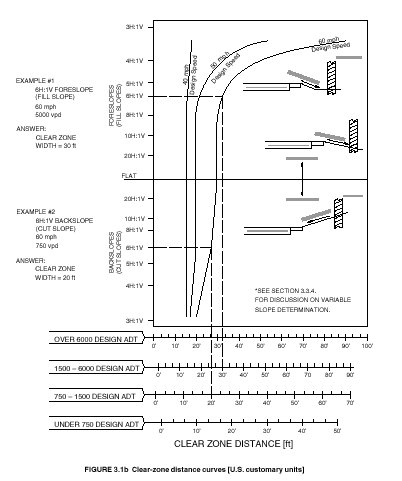 3H:1V
4H:1V
5H:1V
6H:1V
8H:1V
10H:1V
20H:1V
FLAT
20H:1V
10H:1V
8H:1V
6H:1V
5H:1V
4H:1V
3H:1V
FORESLOPES
(FILL SLOPES)
BACKSLOPES
(CUT SLOPES)
40 mph
Design Speed
50 mph
Design Speed
60 mph
Design Speed
EXAMPLE #1
6H:1V FORESLOPE
(FILL SLOPE)
60 mph
5000 vpd
ANSWER:
CLEAR ZONE
WIDTH = 30 ft
EXAMPLE #2
6H:1V BACKSLOPE
(CUT SLOPE)
60 mph
750 vpd
ANSWER:
CLEAR ZONE
WIDTH = 20 ft
*SEE SECTION 3.3.4.
FOR DISCUSSION ON VARIABLE
SLOPE DETERMINATION.
OVER 6000 DESIGN ADT
0' 10' 20' 30' 40' 50' 60' 70' 80' 90' 100'
1500 – 6000 DESIGN ADT
0' 10' 20' 30' 40' 50' 60' 70' 80' 90'
750 – 1500 DESIGN ADT
0' 10' 20' 30' 40' 50' 60' 70'
UNDER 750 DESIGN ADT
0' 10' 20' 30' 40' 50'
CLEAR ZONE DISTANCE [ft]
FIGURE 3.1b Clear-zone distance curves [U.S. customary units]